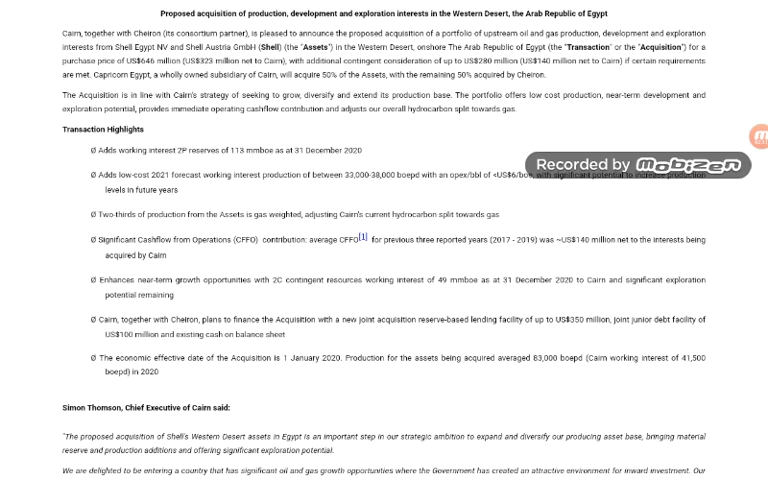 Proposed acquisition of production, development and exploration interests in the Western Desert, the Arab Republic of Egypt
Cairn, together with Cheiron (its consortium partner), is pleased to announce the proposed acquisition of a portfolio of upstream oil and gas production, development and exploration
interests from Shell Egypt NV and Shell Austria GmbH (Shell) (the "Assets") in the Western Desert, onshore The Arab Republic of Egypt (the "Transaction" or the "Acquisition") for a
purchase price of US$646 million (US$323 million net to Cairn), with additional contingent consideration of up to US$280 million (US$140 million net to Cairn) if certain requirements
are met. Capricorn Egypt, a wholly owned subsidiary of Cairn, will acquire 50% of the Assets, with the remaining 50% acquired by Cheiron.
The Acquisition is in line with Cairn's strategy of seeking to grow, diversify and extend its production base. The portfolio offers low cost production, near-term development and
exploration potential, provides immediate operating cashflow contribution and adjusts our overall hydrocarbon split towards gas.
Transaction Highlights
Ø Adds working interest 2P reserves of 113 mmboe as at 31 December 2020
Recorded by Mobizen
Ø Adds low-cost 2021 forecast working interest production of between 33,000-38,000 boepd with an opex/bbl of <US$6/boe, with significant potential to increase production
levels in future years
Ø Two-thirds of production from the Assets is gas weighted, adjusting Cairn's current hydrocarbon split towards gas
Ø Significant Cashflow from Operations (CFFO) contribution: average CFFO[1] for previous three reported years (2017 - 2019) was ~US$140 million net to the interests being
acquired by Cairn
Ø Enhances near-term growth opportunities with 2C contingent resources working interest of 49 mmboe as at 31 December 2020 to Cairn and significant exploration
potential remaining
Ø Cairn, together with Cheiron, plans to finance the Acquisition with a new joint acquisition reserve-based lending facility of up to US$350 million, joint junior debt facility of
US$100 million and existing cash on balance sheet
Ø The economic effective date of the Acquisition is 1 January 2020. Production for the assets being acquired averaged 83,000 boepd (Cairn working interest of 41,500
boepd) in 2020
Simon Thomson, Chief Executive of Cairn said:
"The proposed acquisition of Shell's Western Desert assets in Egypt is an important step in our strategic ambition to expand and diversify our producing asset base, bringing material
reserve and production additions and offering significant exploration potential.
We are delighted to be entering a country that has significant oil and gas growth opportunities where the Government has created an attractive environment for inward investment. Our